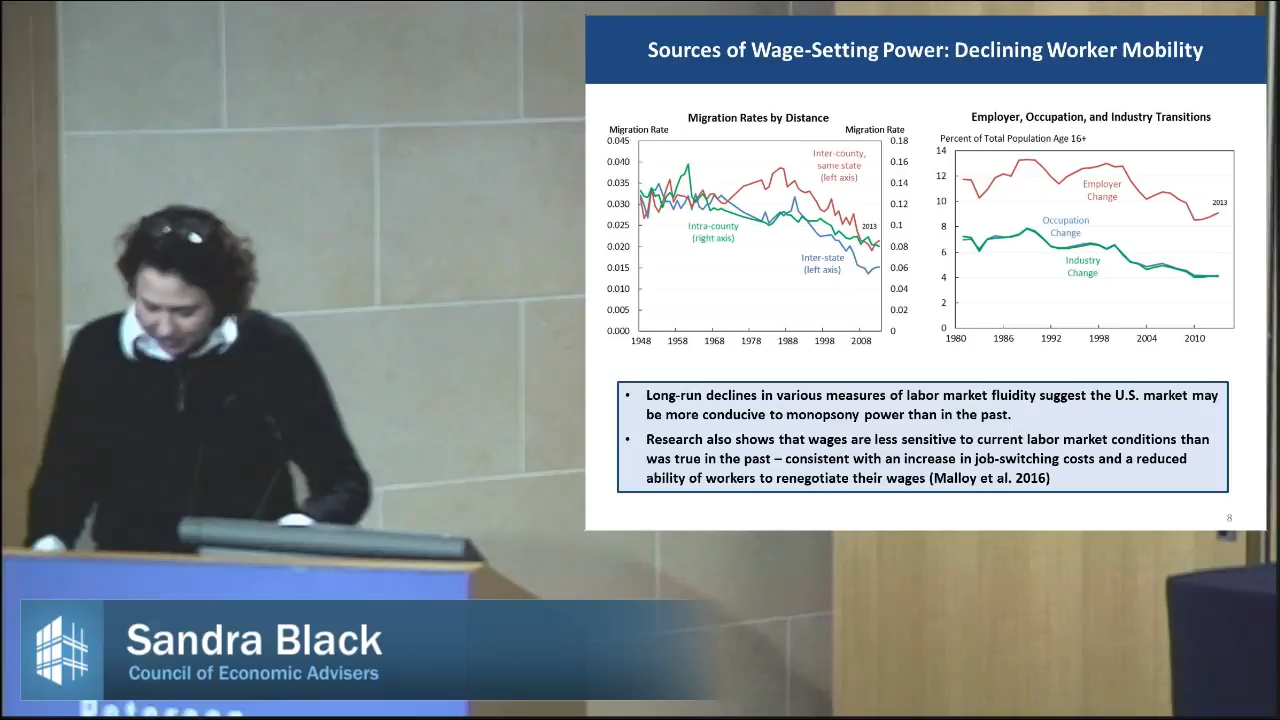 Sources of Wage-Setting Power: Declining Worker Mobility
Migration Rates by Distance
Migration Rate
Migration Rate
0.045
0.040
0.035
0.030
0.025
0.020
0.015
0.010
0.005
0.000
0.18
0.16
0.14
0.12
0.1
0.08
0.06
0.04
0.02
0
Inter-county,
same state
(left axis)
Intra-county
(right axis)
2013
Inter-state
(left axis)
1948 1958 1968 1978 1988 1998 2008
Employer, Occupation, and Industry Transitions
Percent of Total Population Age 16+
14
12
10
8
6
4
2
0
Employer
Change
2013
Occupation
Change
Industry
Change
1980 1986 1992 1998 2004 2010
• Long-run declines in various measures of labor market fluidity suggest the U.S. market may
be more conducive to monopsony power than in the past.
• Research also shows that wages are less sensitive to current labor market conditions than
was true in the past – consistent with an increase in job-switching costs and a reduced
ability of workers to renegotiate their wages (Malloy et al. 2016)
8
Sandra Black
Council of Economic Advisers